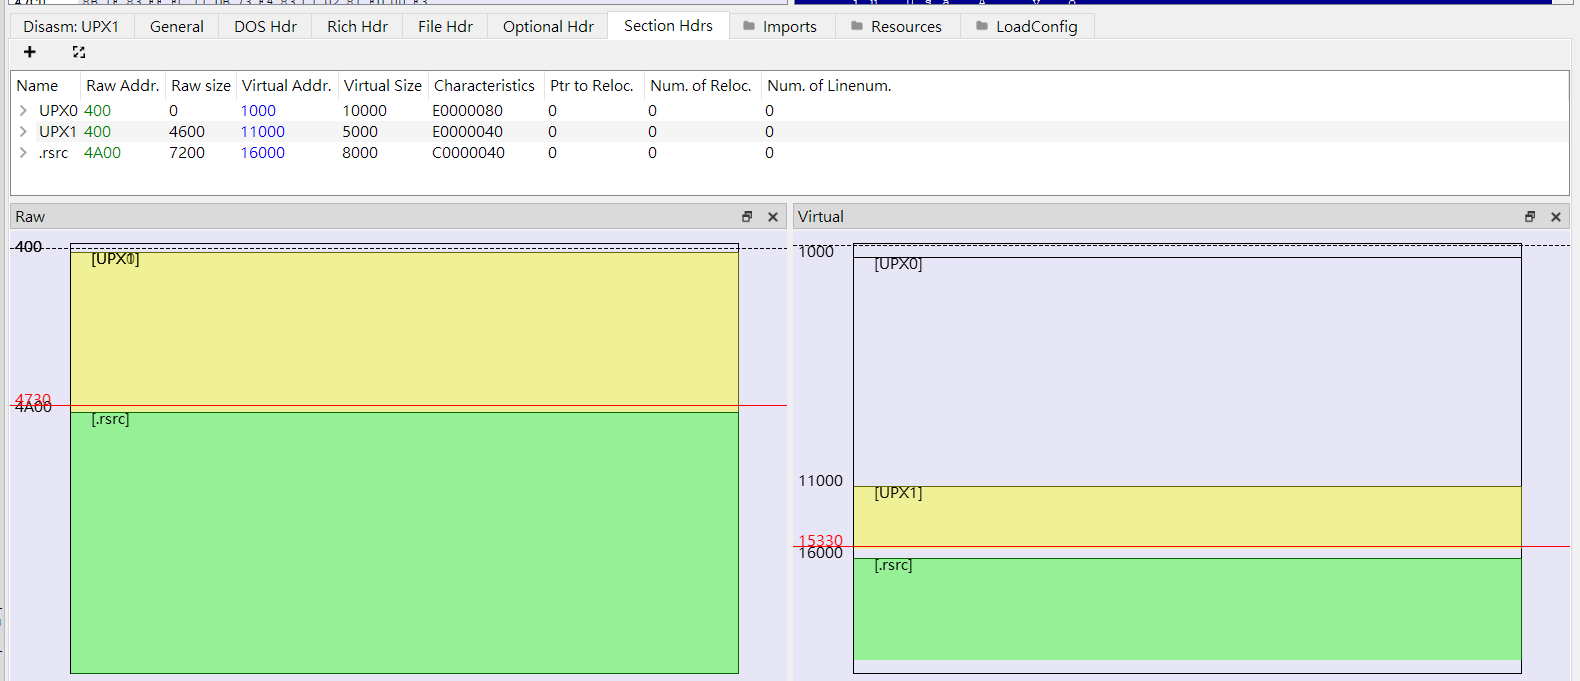 Disasm: UPX1 General DOS Hdr Rich Hdr File Hdr Optional Hdr Section Hdrs Imports Resources LoadConfig
Name Raw Addr. Raw size Virtual Addr. Virtual Size Characteristics Ptr to Reloc. Num. of Reloc. Num. of Linenum.
UPX0 400 0 1000 10000 E0000080 0 0 0
UPX1 400 4600 11000 5000 E0000040 0 0 0
.rsrc 4A00 7200 16000 8000 C0000040 0 0 0
Raw
400
[UPX1]
4730
4A00
[.rsrc]
Virtual
1000
[UPX0]
11000
[UPX1]
15330
16000
[.rsrc]